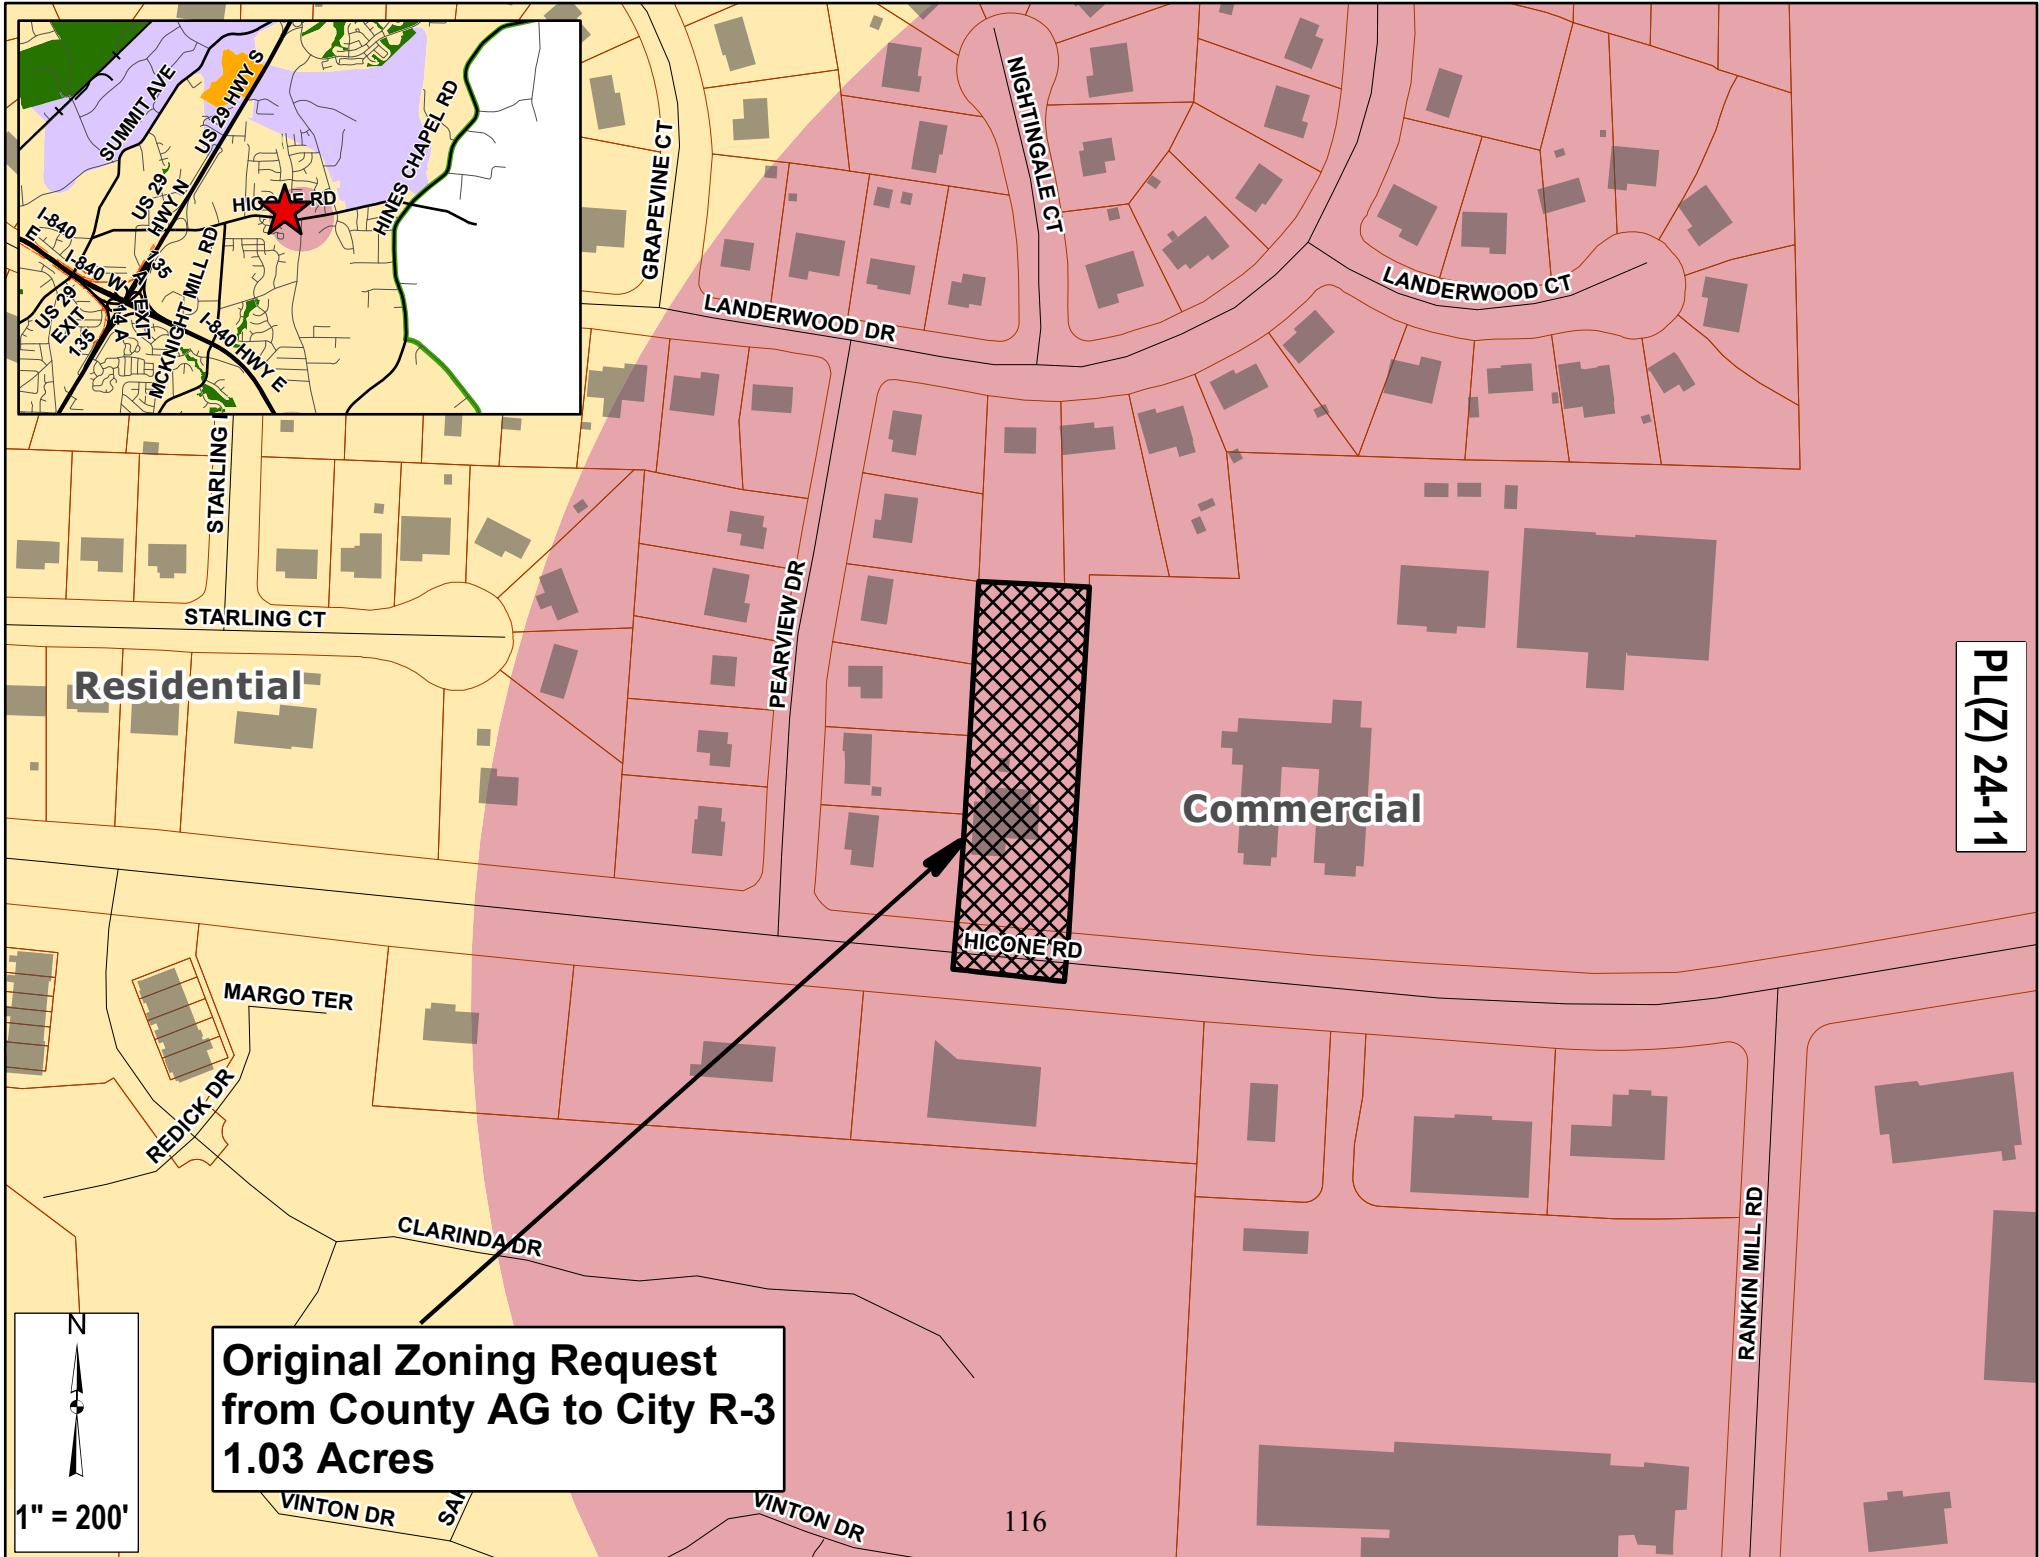 SUMMIT AVE
US 29 HWY S
HINES CHAPEL RD
US 29
HWY N
I-840
E
I-840 W
135
A
EXIT
14A
US 29
EXIT
135
MCKNIGHT MILL RD
I-840 HWY E
GRAPEVINE CT
NIGHTINGALE CT
LANDERWOOD CT
LANDERWOOD DR
STARLING
STARLING CT
PEARVIEW DR
Residential
Commercial
PL(Z) 24-11
HICONE RD
MARGO TER
REDICK DR
CLARINDA DR
RANKIN MILL RD
N
1" = 200'
Original Zoning Request
from County AG to City R-3
1.03 Acres
VINTON DR
VINTON DR
116